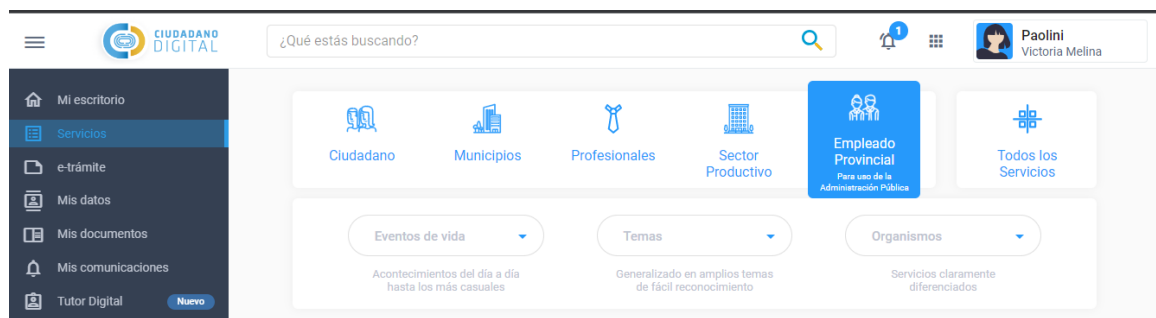 CIUDADANO
DIGITAL
¿Qué estás buscando?
1
Paolini
Victoria Melina
Mi escritorio
Servicios
e-trámite
Mis datos
Mis documentos
Mis comunicaciones
Tutor Digital
Nuevo
Ciudadano
Municipios
Profesionales
Sector
Productivo
Empleado
Provincial
Para uso de la
Administración Pública
Todos los
Servicios
Eventos de vida
Acontecimientos del día a día
hasta los más casuales
Temas
Generalizado en amplios temas
de fácil reconocimiento
Organismos
Servicios claramente
diferenciados